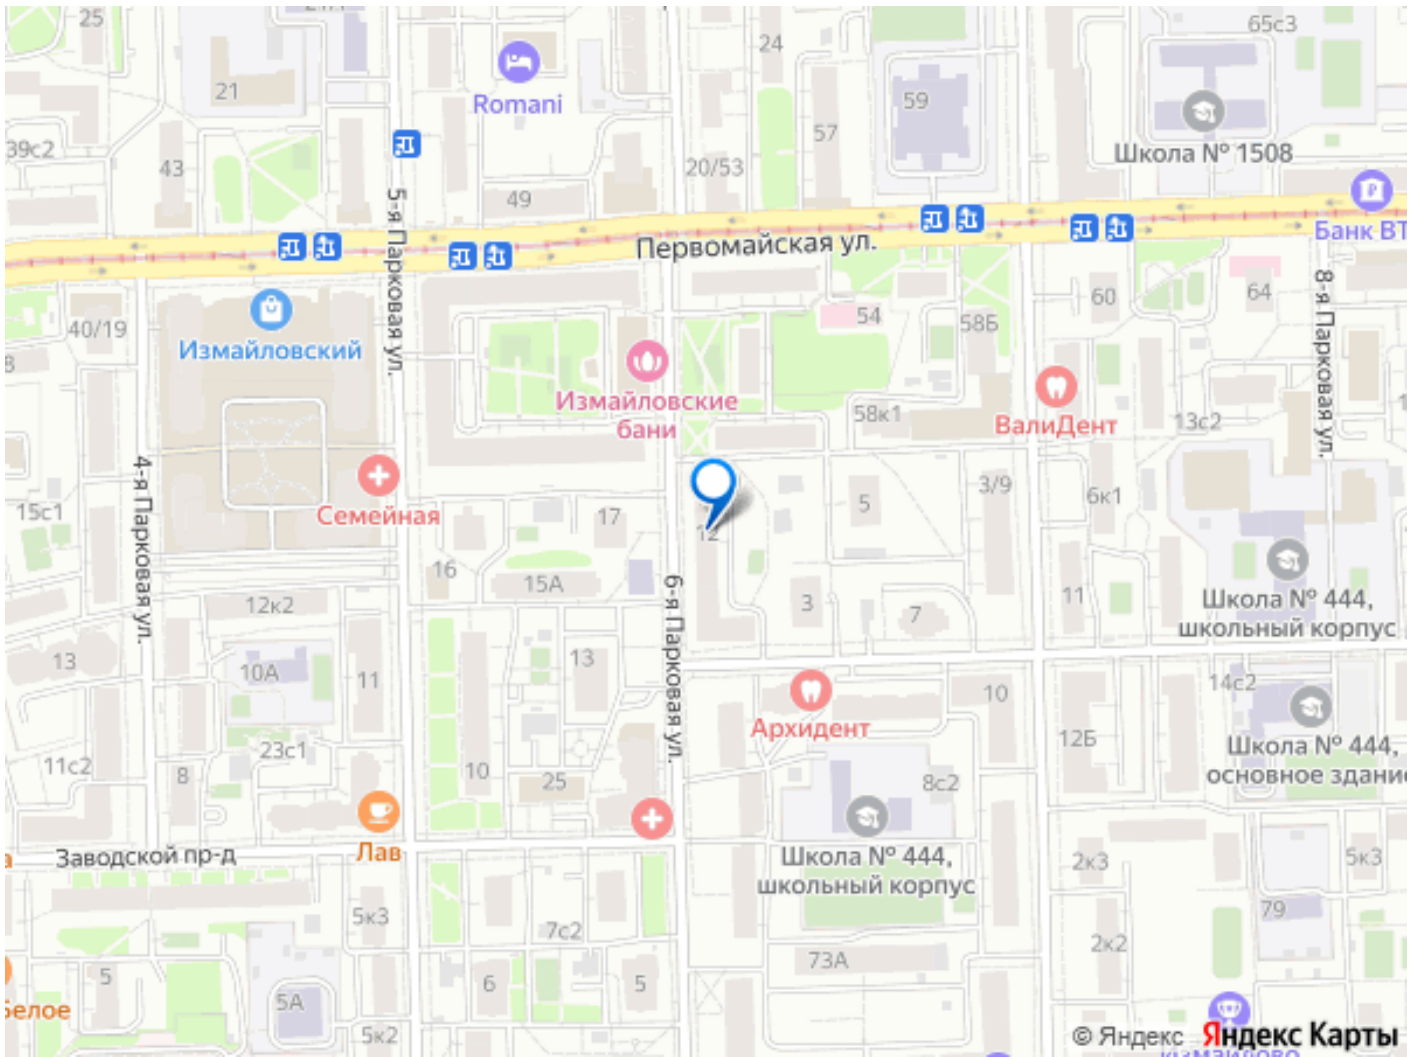 25
21
Romani
24
65с3
59
57
39с2
43
49
20/53
Школа № 1508
5-я Парковая ул.
Первомайская ул.
Банк ВТ
40/19
Измайловский
54
58Б
60
64
8-я Парковая ул.
Измайловские
бани
58к1
ВалиДент
13с2
4-я Парковая ул.
15с1
Семейная
17
12
5
3/9
6к1
16
15А
12к2
6-я Парковая ул.
3
7
11
Школа № 444,
школьный корпус
13
10А
11
13
10
14с2
Архидент
12Б
Школа № 444,
основное здание
11с2
8
23с1
10
25
8с2
Заводской пр-д
Лав
Школа № 444,
школьный корпус
2к3
5к3
5к3
7с2
79
2к2
73А
5
5А
6
5
Белое
5к2
© Яндекс Яндекс Карты